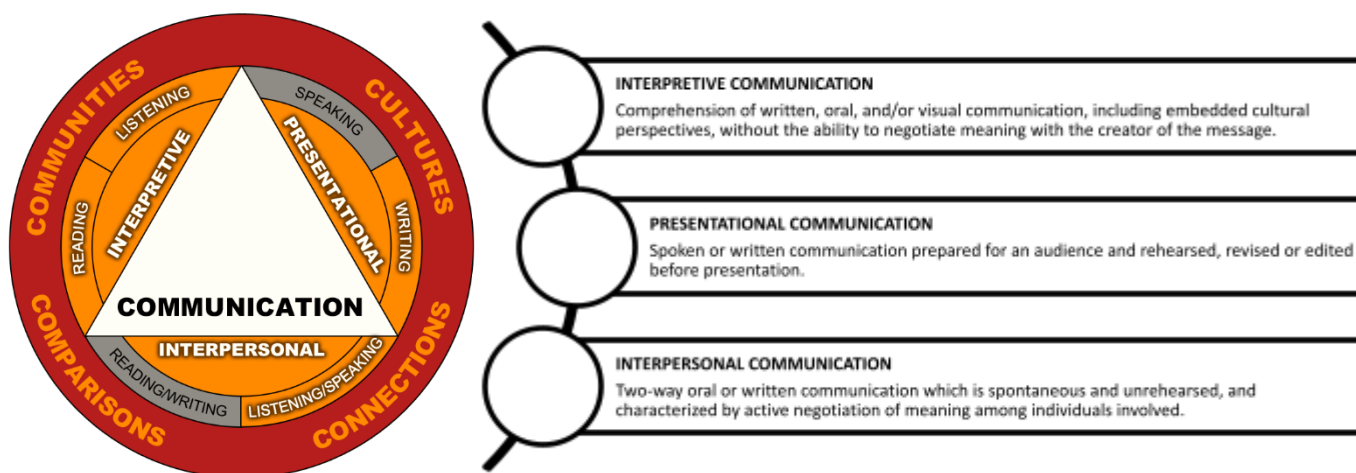 COMMUNITIES
CULTURES
LISTENING
SPEAKING
READING
INTERPRETIVE
PRESENTATIONAL
WRITING
COMMUNICATION
INTERPERSONAL
READING/WRITING
LISTENING/SPEAKING
COMPARISONS
CONNECTIONS
INTERPRETIVE COMMUNICATION
Comprehension of written, oral, and/or visual communication, including embedded cultural
perspectives, without the ability to negotiate meaning with the creator of the message.
PRESENTATIONAL COMMUNICATION
Spoken or written communication prepared for an audience and rehearsed, revised or edited
before presentation.
INTERPERSONAL COMMUNICATION
Two-way oral or written communication which is spontaneous and unrehearsed, and
characterized by active negotiation of meaning among individuals involved.